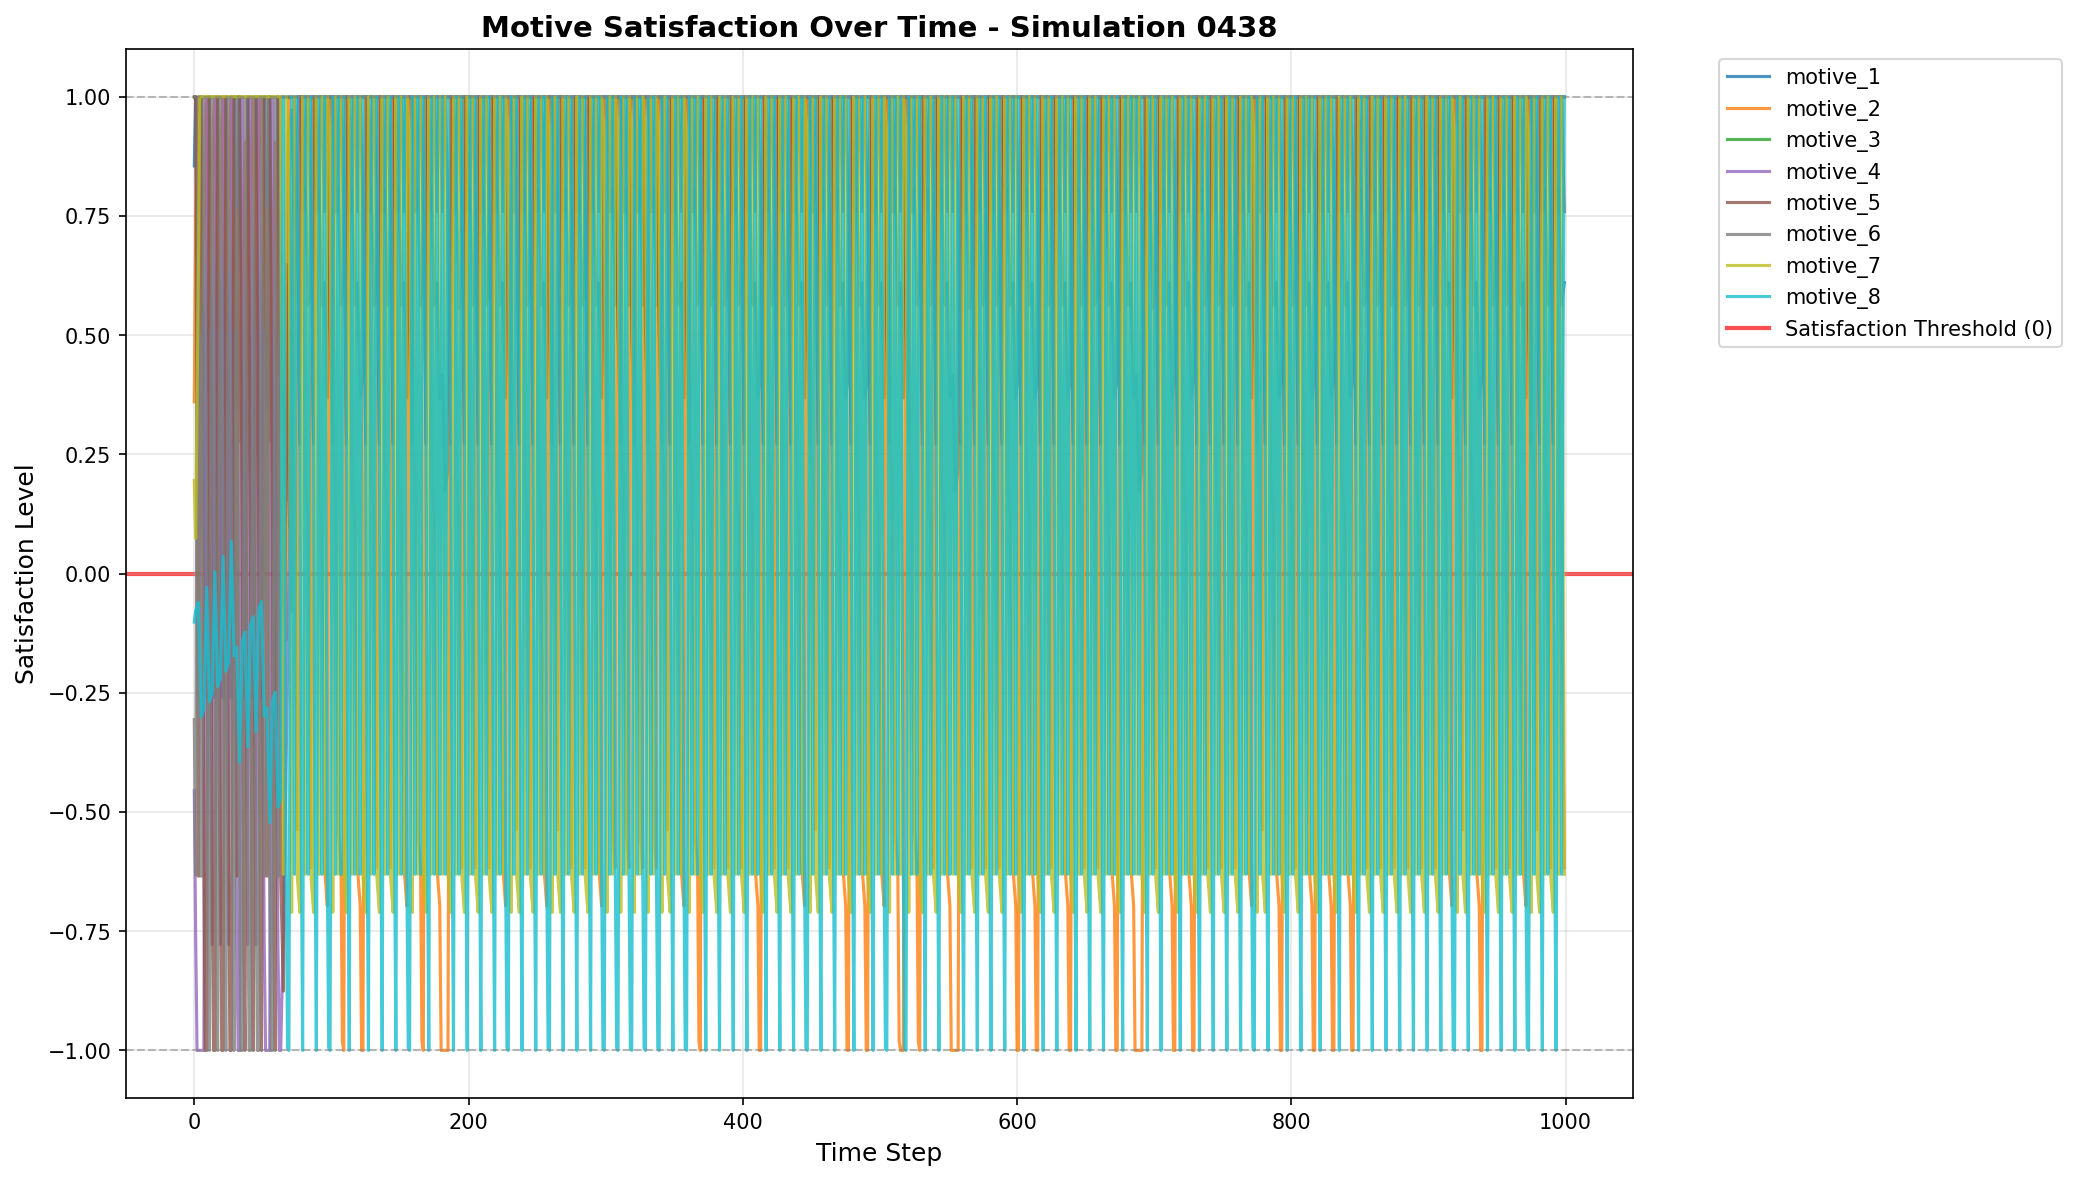 Motive Satisfaction Over Time - Simulation 0438
1.00
0.75
0.50
0.25
0.00
−0.25
−0.50
−0.75
−1.00
Satisfaction Level
0
200
400
600
800
1000
Time Step
motive_1
motive_2
motive_3
motive_4
motive_5
motive_6
motive_7
motive_8
Satisfaction Threshold (0)